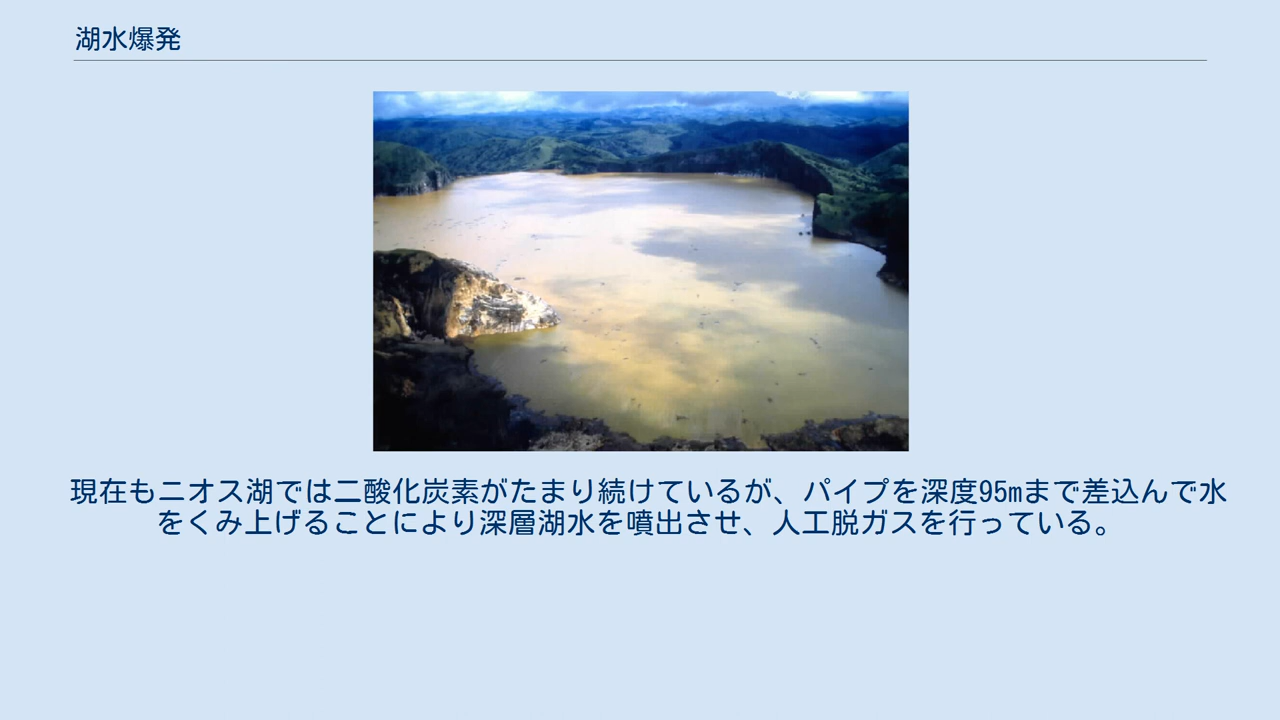 湖水爆発
現在もニオス湖では二酸化炭素がたまり続けているが、パイプを深度95mまで差込んで水
をくみ上げることにより深層湖水を噴出させ、人工脱ガスを行っている。